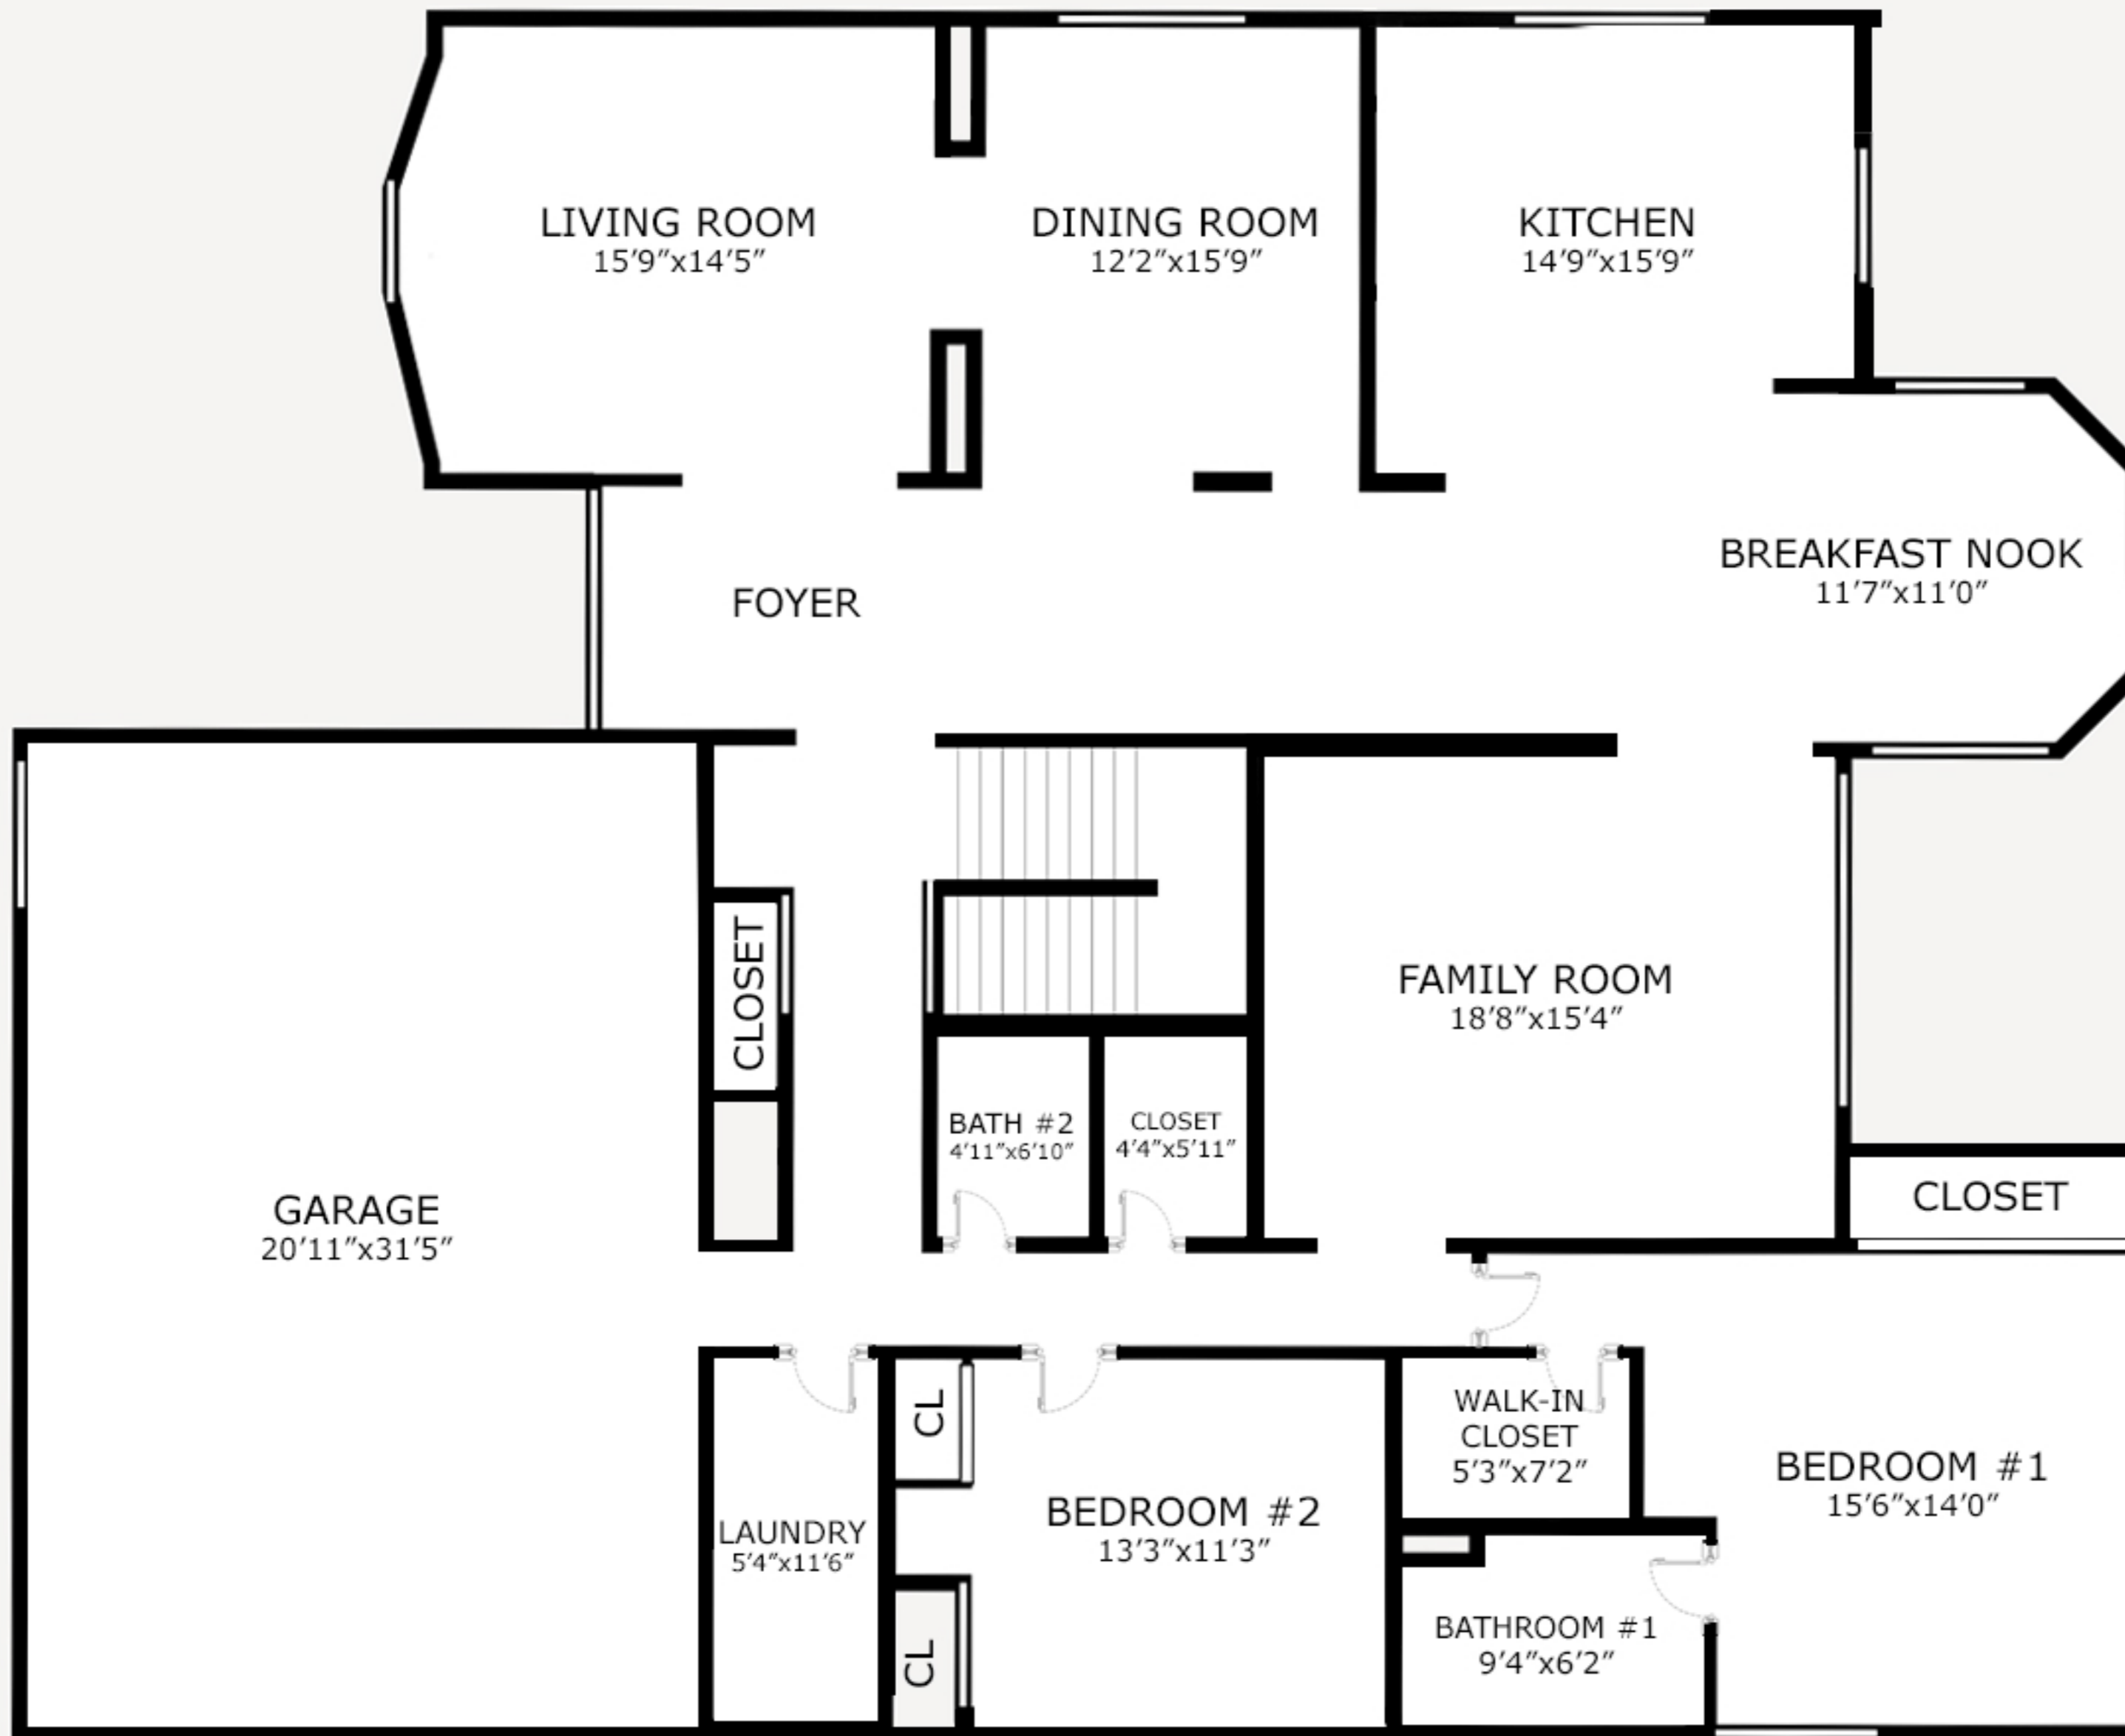 LIVING ROOM
15'9"x14'5"
DINING ROOM
12'2"x15'9"
KITCHEN
14'9"x15'9"
BREAKFAST NOOK
11'7"x11'0"
FOYER
CLOSET
FAMILY ROOM
18'8"x15'4"
BATH #2
4'11"x6'10"
CLOSET
4'4"x5'11"
GARAGE
20'11"x31'5"
CLOSET
CL
WALK-IN
CLOSET
5'3"x7'2"
BEDROOM #1
15'6"x14'0"
LAUNDRY
5'4"x11'6"
BEDROOM #2
13'3"x11'3"
CL
BATHROOM #1
9'4"x6'2"